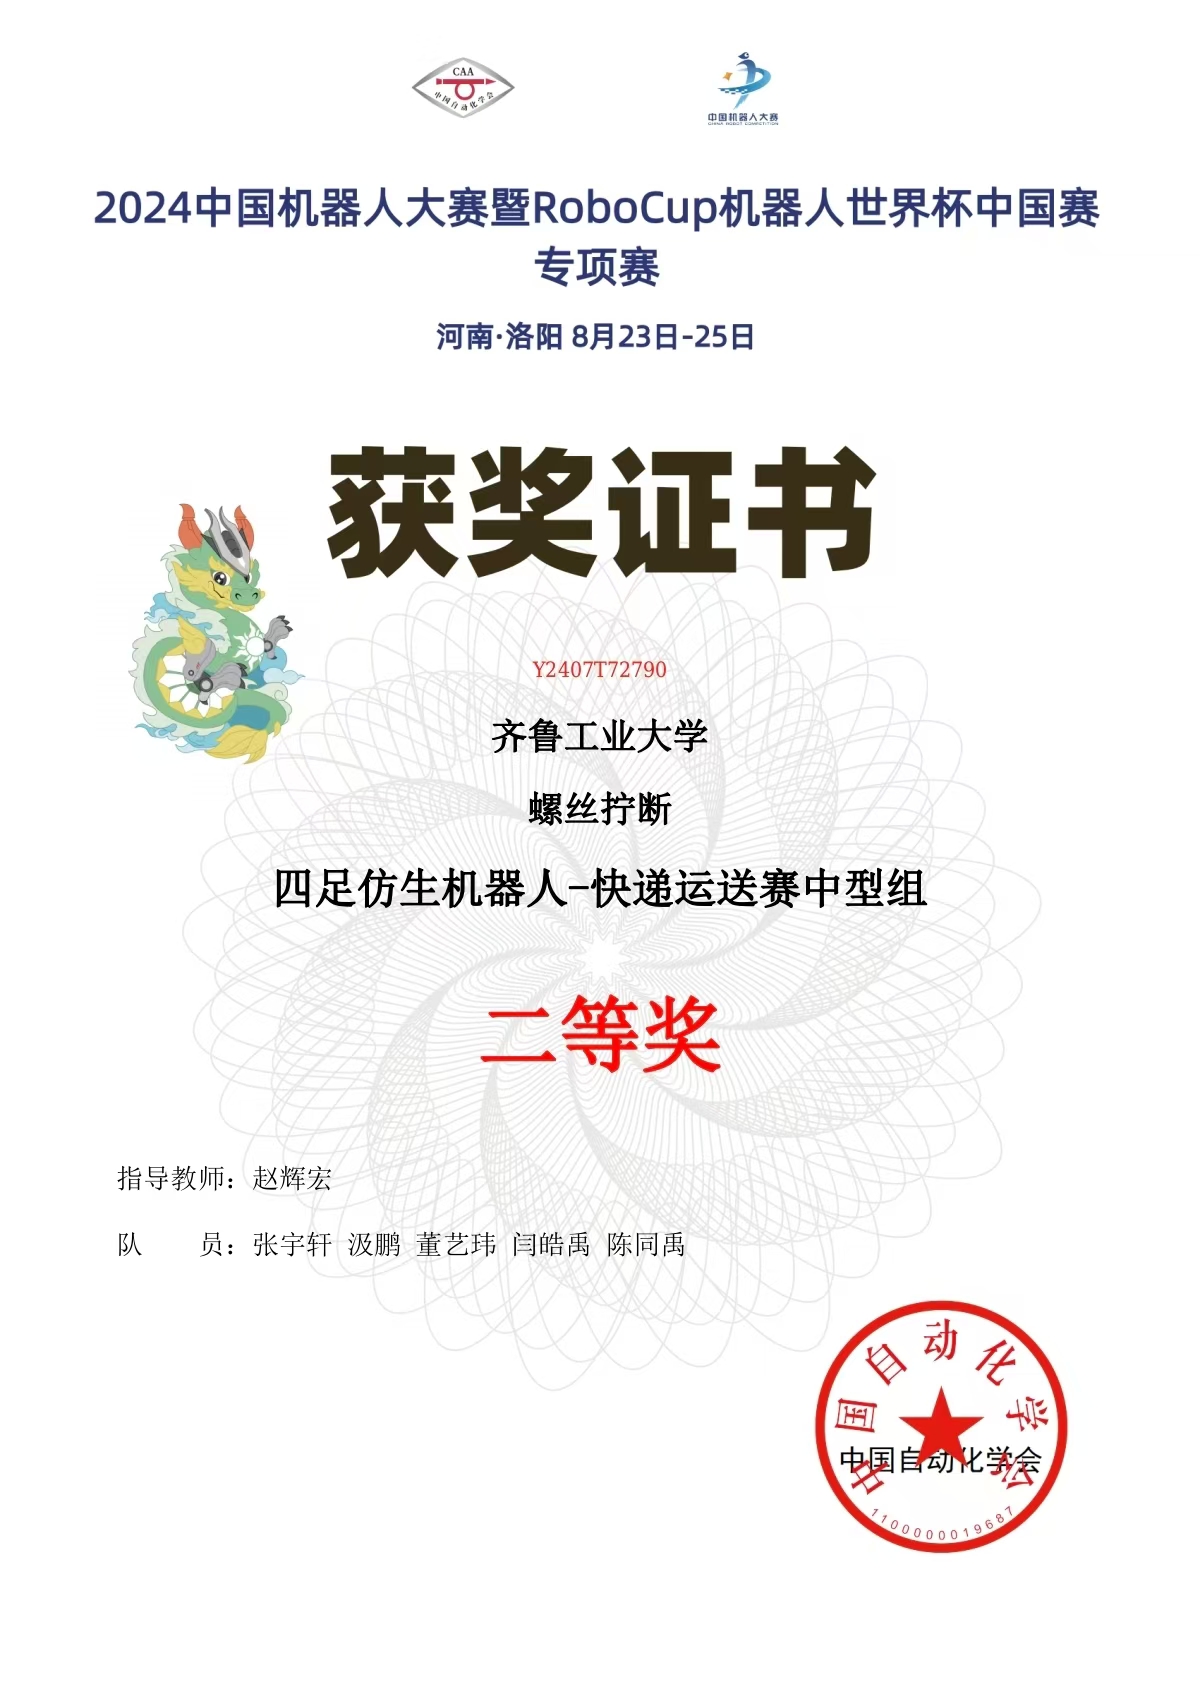 CAA
中国自动化学会
中国机器人大赛
CHINA ROBOT COMPETITION
2024中国机器人大赛暨RoboCup机器人世界杯中国赛
专项赛
河南·洛阳 8月23日-25日
获奖证书
Y2407T72790
齐鲁工业大学
螺丝拧断
四足仿生机器人-快递运送赛中型组
二等奖
指导教师：赵辉宏
队　　员：张宇轩 汲鹏 董艺玮 闫皓禹 陈同禹
中国自动化学会
中国自动化学会
1100000019687